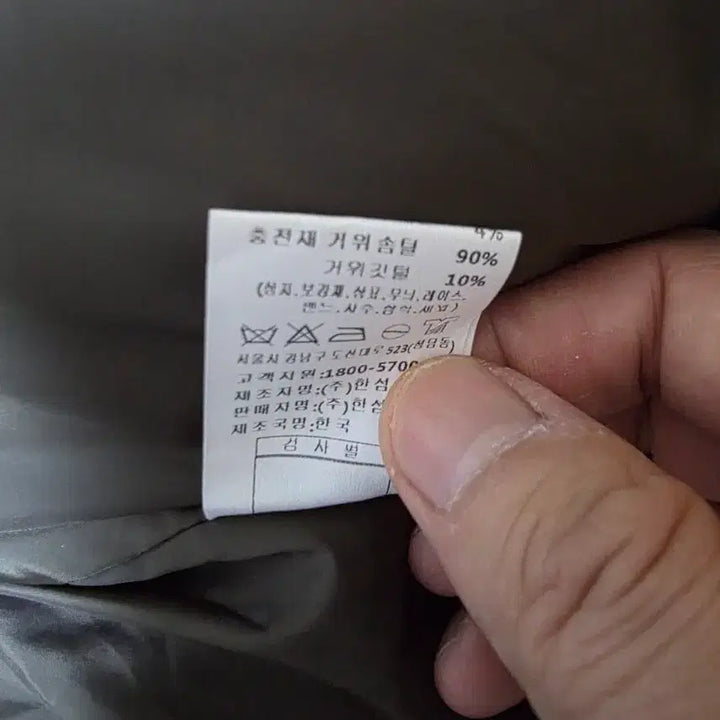 4%
충전재 거위솜털 90%
거위깃털 10%
(심지.보강재.상표.무늬.레이스.
밴드.자수.장식.제외)
서울시 강남구 도산대로 523(청담동)
고객지원:1800-5700
제조자명:(주)한섬
판매자명:(주)한섬
제조국명:한국
검사필